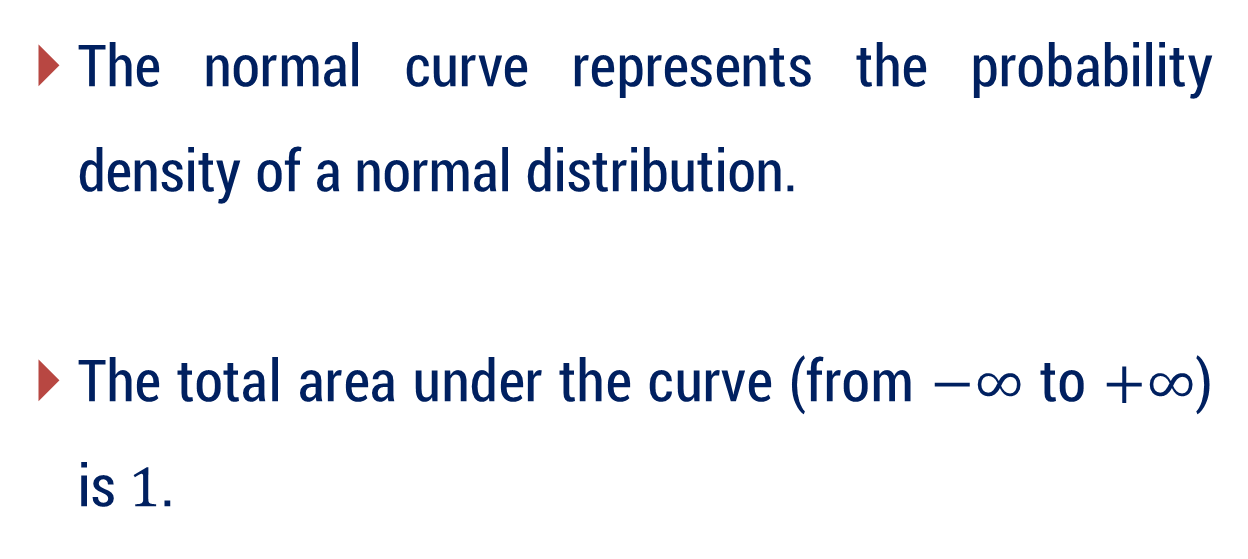 The normal curve represents the probability
density of a normal distribution.
The total area under the curve (from −∞ to +∞)
is 1.